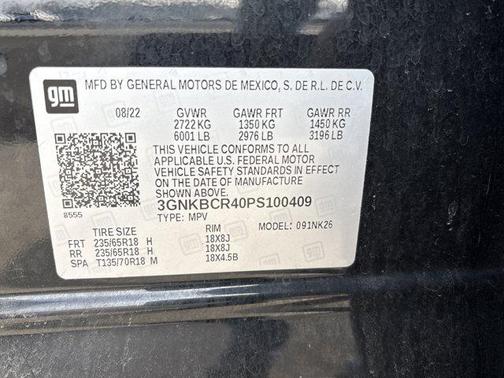 gm
MFD BY GENERAL MOTORS DE MEXICO, S. DE R.L. DE C.V.
08/22 GVWR GAWR FRT GAWR RR
2722 KG 1350 KG 1450 KG
6001 LB 2976 LB 3196 LB
THIS VEHICLE CONFORMS TO ALL
APPLICABLE U.S. FEDERAL MOTOR
VEHICLE SAFETY STANDARDS IN EFFECT
ON THE DATE OF MANUFACTURE
SHOWN ABOVE.
8555 3GNKBCR40PS100409
TYPE: MPV MODEL: 091NK26
TIRE SIZE RIM
FRT 235/65R18 H 18X8J
RR 235/65R18 H 18X8J
SPA T135/70R18 M 18X4.5B